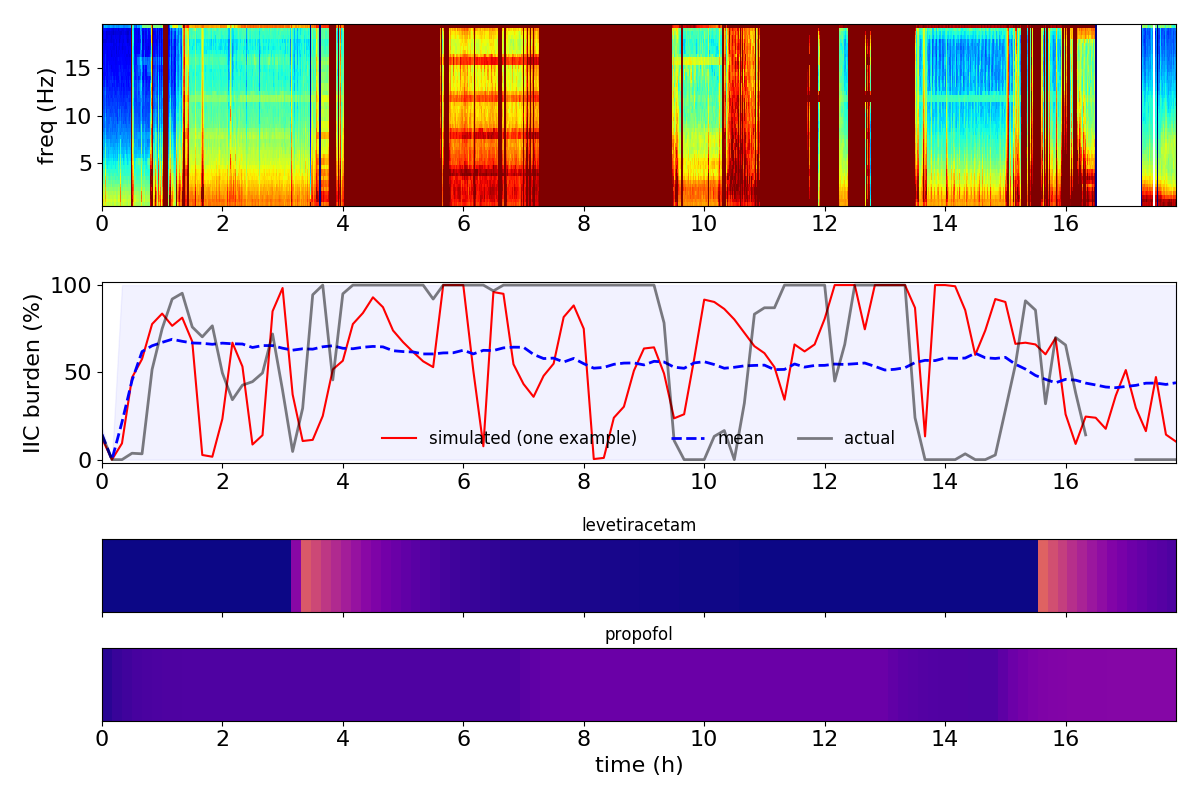 freq (Hz)
15
10
5
0 2 4 6 8 10 12 14 16
IIC burden (%)
100
50
0
simulated (one example) mean actual
0 2 4 6 8 10 12 14 16
levetiracetam
propofol
0 2 4 6 8 10 12 14 16
time (h)